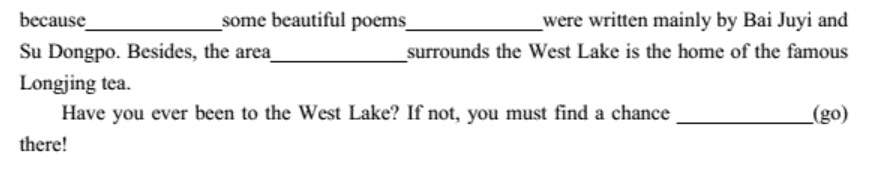 because_____________some beautiful poems_____________were written mainly by Bai Juyi and
Su Dongpo. Besides, the area_____________surrounds the West Lake is the home of the famous
Longjing tea.
Have you ever been to the West Lake? If not, you must find a chance _____________(go)
there!